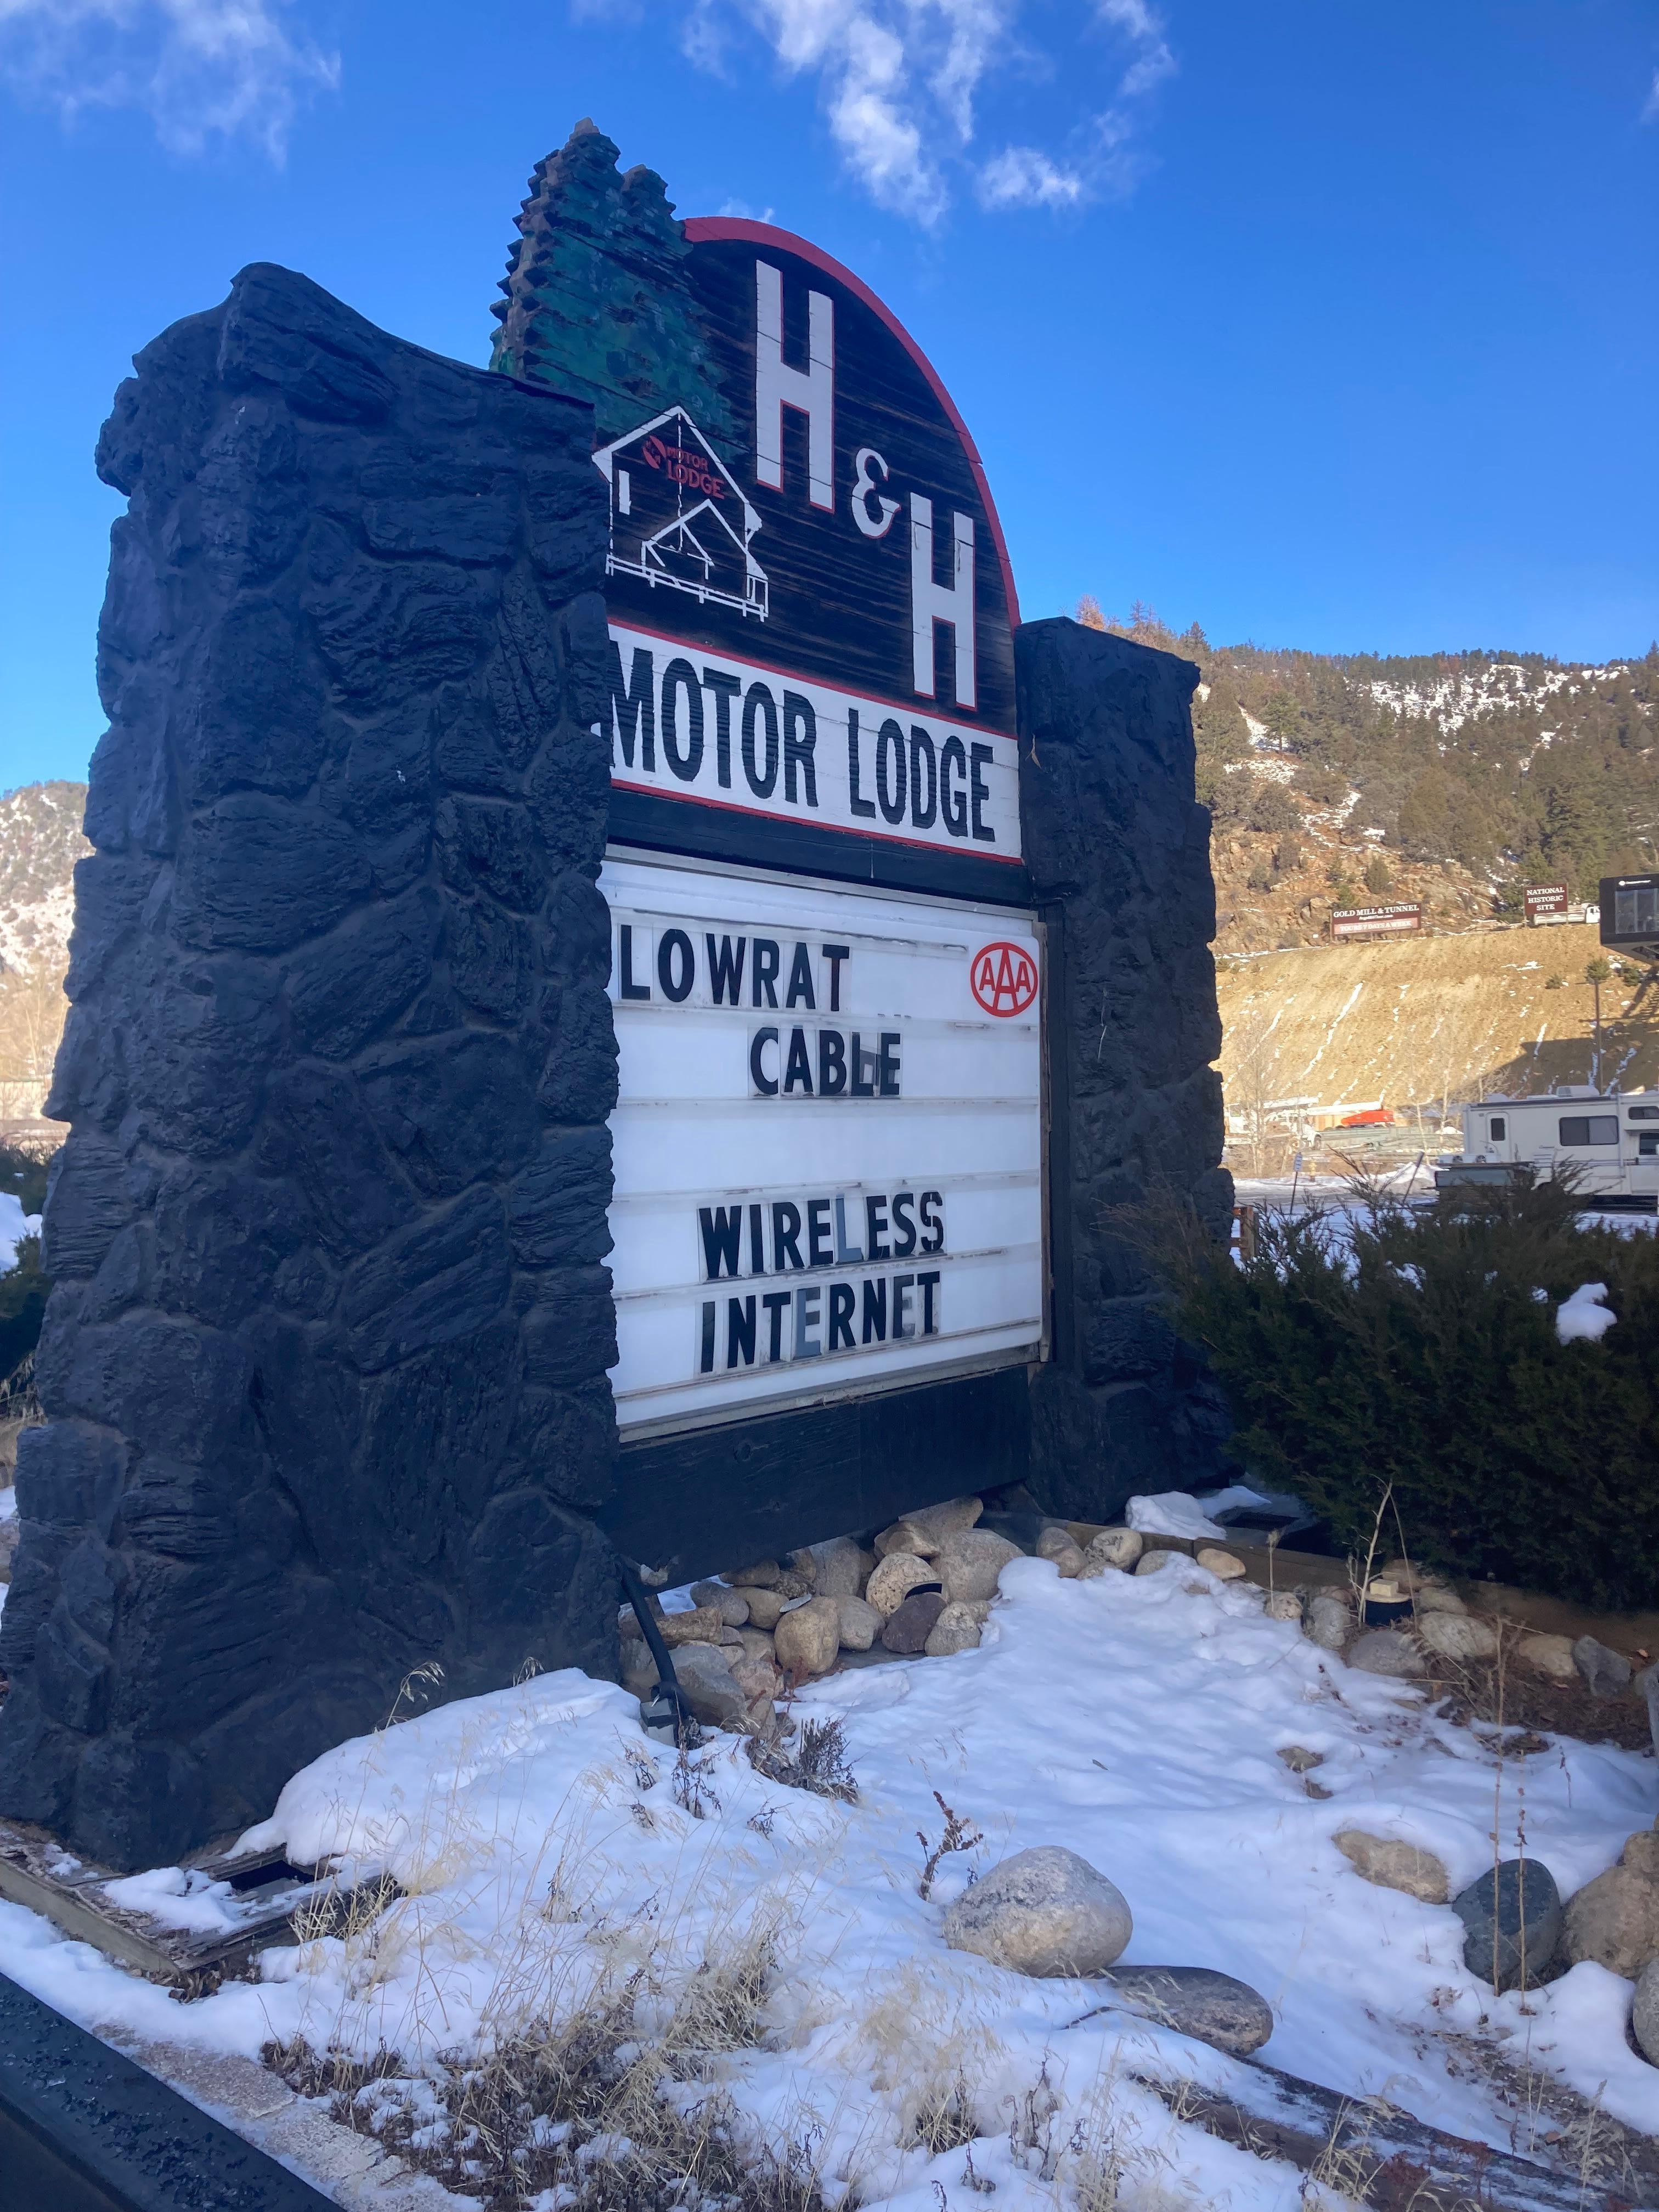 H & H
MOTOR
LODGE
MOTOR LODGE
LOWRAT
AAA
CABLE
WIRELESS
INTERNET
GOLD MILL & TUNNEL
NATIONAL
HISTORIC
SITE